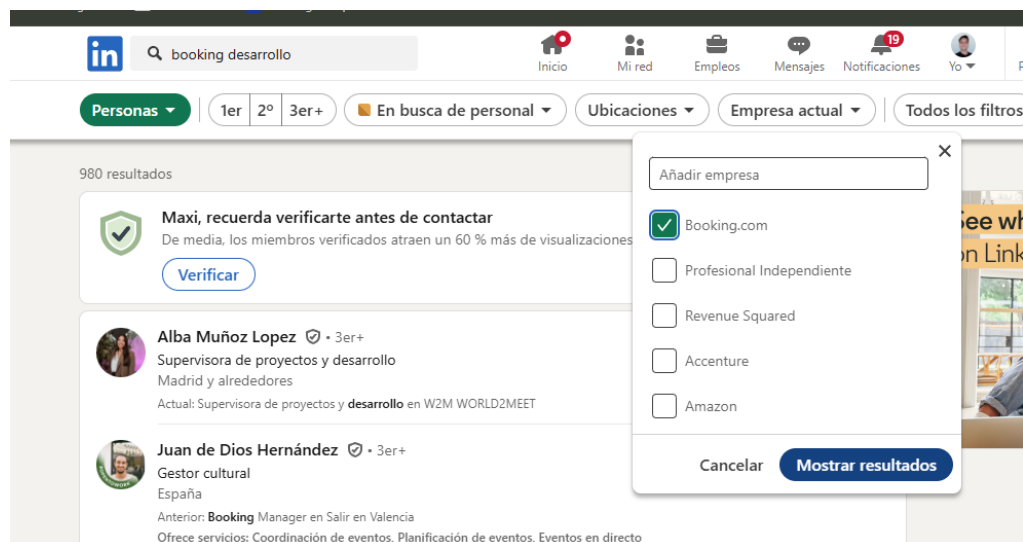 in
booking desarrollo
Inicio
Mi red
Empleos
Mensajes
19
Notificaciones
Yo
Personas
1er
2º
3er+
En busca de personal
Ubicaciones
Empresa actual
Todos los filtros
980 resultados
Maxi, recuerda verificarte antes de contactar
De media, los miembros verificados atraen un 60 % más de visualizaciones
Verificar
Alba Muñoz Lopez • 3er+
Supervisora de proyectos y desarrollo
Madrid y alrededores
Actual: Supervisora de proyectos y desarrollo en W2M WORLD2MEET
Juan de Dios Hernández • 3er+
Gestor cultural
España
Anterior: Booking Manager en Salir en Valencia
Ofrece servicios: Coordinación de eventos, Planificación de eventos, Eventos en directo
Añadir empresa
Booking.com
Profesional Independiente
Revenue Squared
Accenture
Amazon
Cancelar
Mostrar resultados